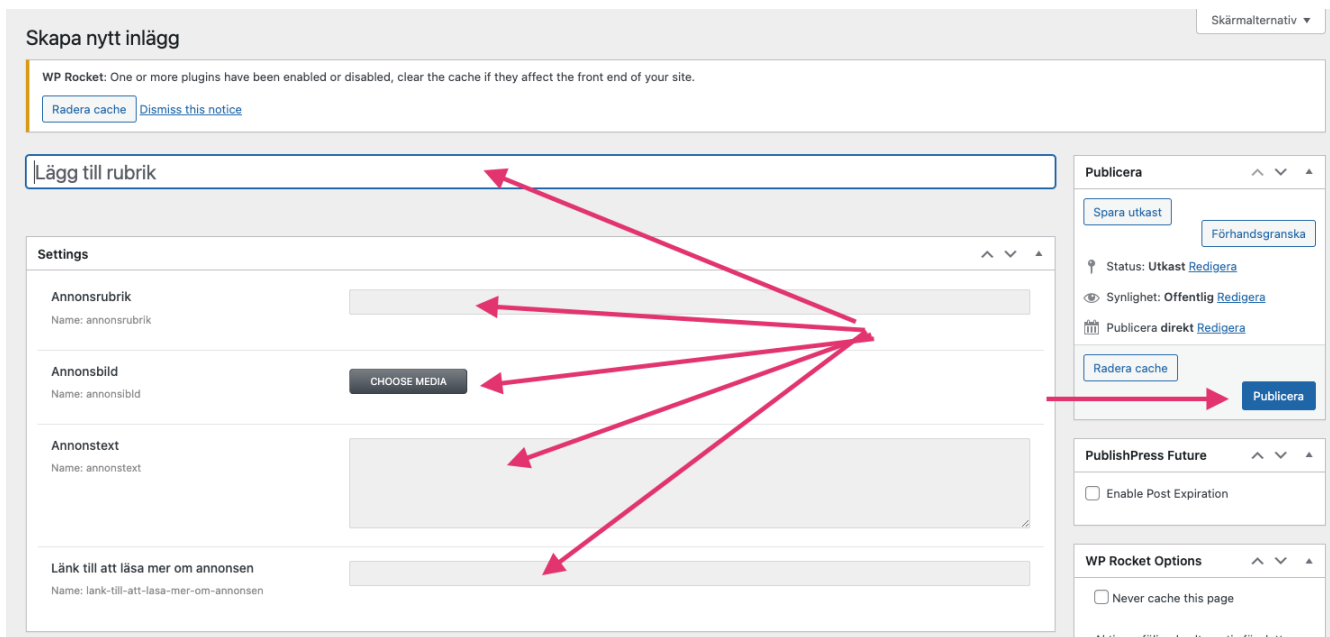 Skärmalternativ ▼
Skapa nytt inlägg
WP Rocket: One or more plugins have been enabled or disabled, clear the cache if they affect the front end of your site.
Radera cache Dismiss this notice
Lägg till rubrik
Settings
Annonsrubrik
Name: annonsrubrik
Annonsbild
Name: annonsibld
CHOOSE MEDIA
Annonstext
Name: annonstext
Länk till att läsa mer om annonsen
Name: lank-till-att-lasa-mer-om-annonsen
Publicera
Spara utkast
Förhandsgranska
Status: Utkast Redigera
Synlighet: Offentlig Redigera
Publicera direkt Redigera
Radera cache
Publicera
PublishPress Future
Enable Post Expiration
WP Rocket Options
Never cache this page